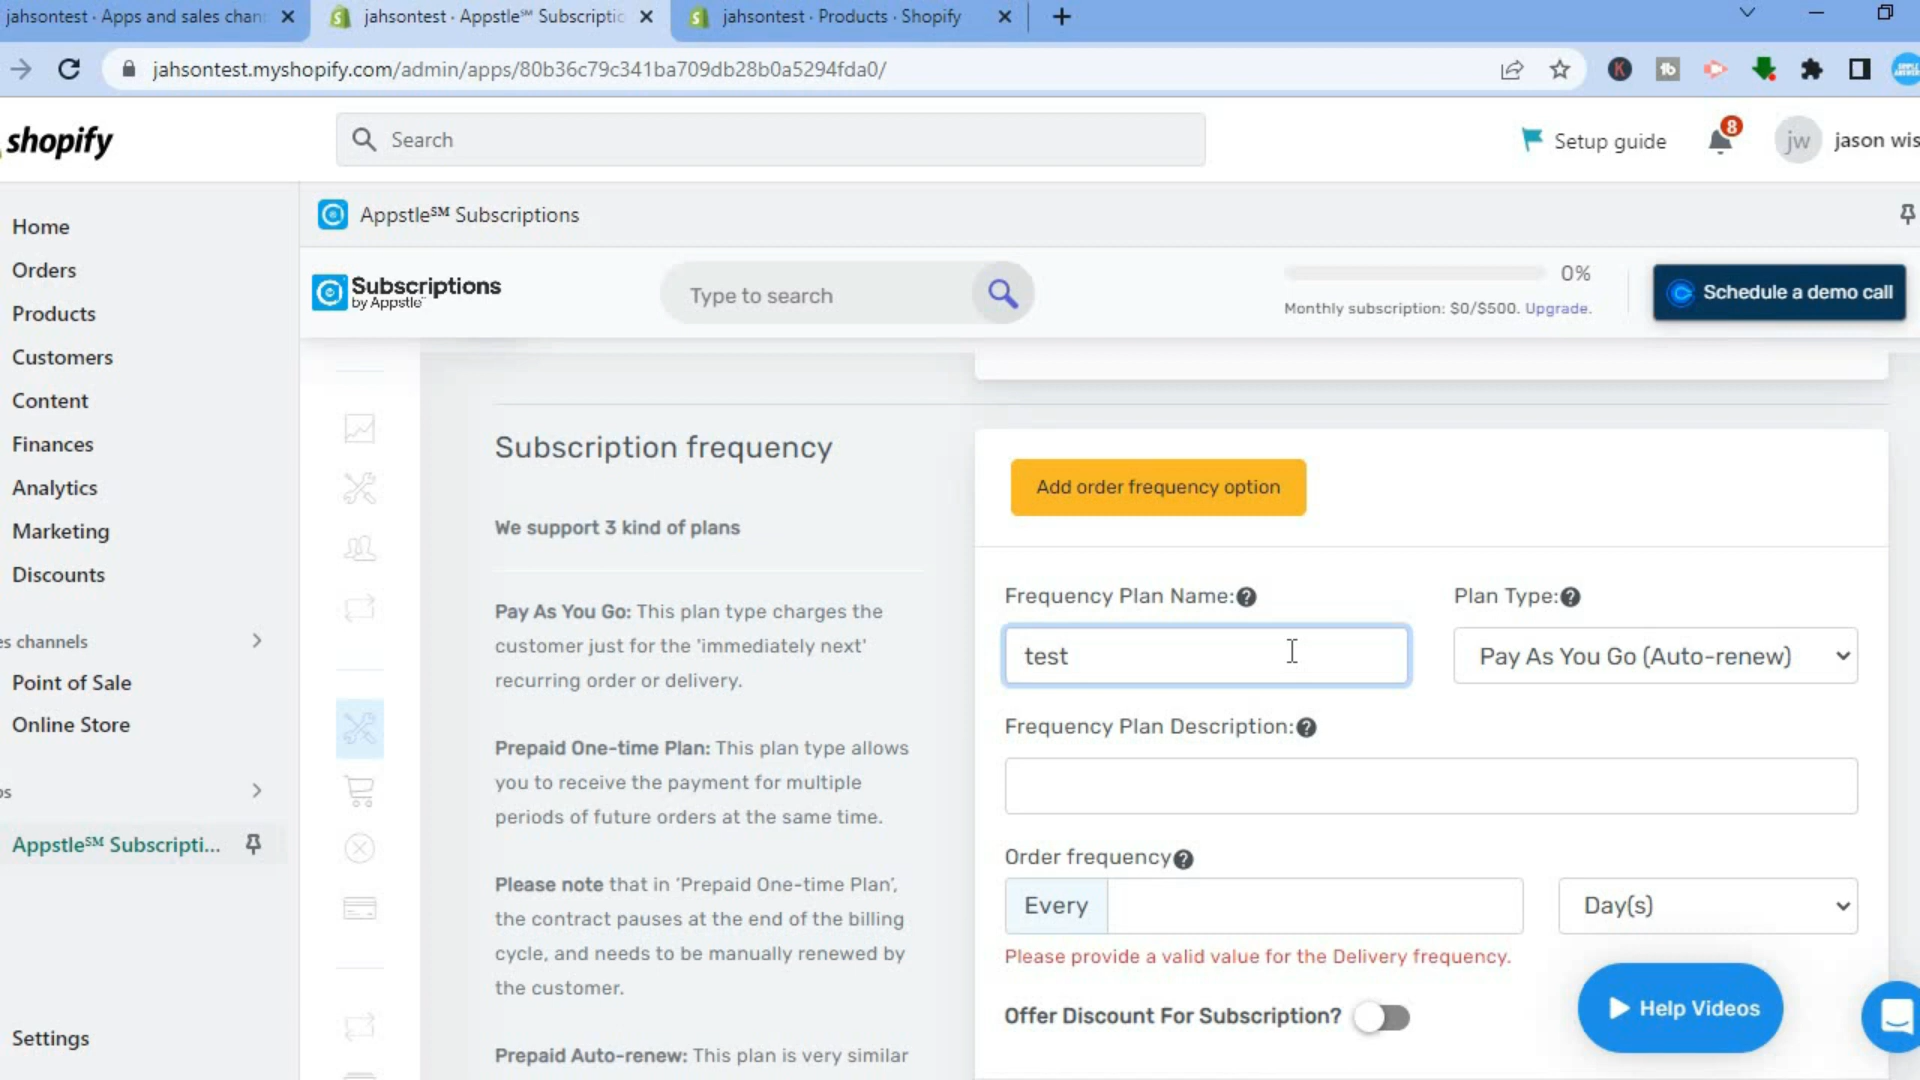 jahsontest · Apps and sales chan
jahsontest · Appstle℠ Subscriptic
jahsontest · Products · Shopify
jahsontest.myshopify.com/admin/apps/80b36c79c341ba709db28b0a5294fda0/
K
tb
shopify
Search
Setup guide
8
jw
jason wis
Home
Orders
Products
Customers
Content
Finances
Analytics
Marketing
Discounts
es channels
Point of Sale
Online Store
os
Appstle℠ Subscripti...
Settings
Appstle℠ Subscriptions
Subscriptions
by Appstle
Type to search
0%
Monthly subscription: $0/$500. Upgrade.
Schedule a demo call
Subscription frequency
We support 3 kind of plans
Pay As You Go: This plan type charges the
customer just for the 'immediately next'
recurring order or delivery.
Prepaid One-time Plan: This plan type allows
you to receive the payment for multiple
periods of future orders at the same time.
Please note that in ‘Prepaid One-time Plan’,
the contract pauses at the end of the billing
cycle, and needs to be manually renewed by
the customer.
Prepaid Auto-renew: This plan is very similar
Add order frequency option
Frequency Plan Name:?
Plan Type:?
test
Pay As You Go (Auto-renew)
Frequency Plan Description:?
Order frequency?
Every
Day(s)
Please provide a valid value for the Delivery frequency.
Offer Discount For Subscription?
Help Videos